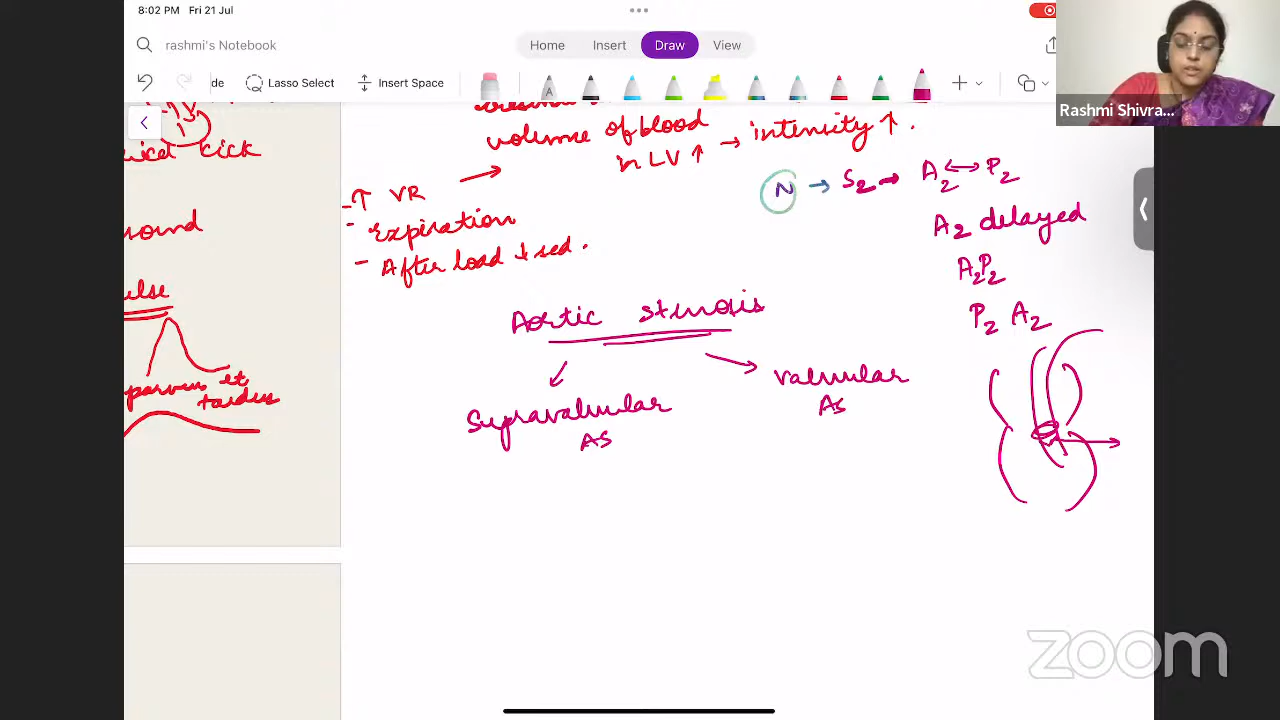 8:02 PM Fri 21 Jul
rashmi's Notebook
Home Insert Draw View
de Lasso Select Insert Space
Rashmi Shivra...
volume of blood
in LV ↑ → intensity ↑ .
cick
N → S2 → A2 ↔ P2
- ↑ VR →
- Expiration
- After load ↓sed .
A2 delayed
A2P2
P2 A2
Aortic stenosis
Supravalvular
AS
valvular
AS
parvus et
tardus
zoom